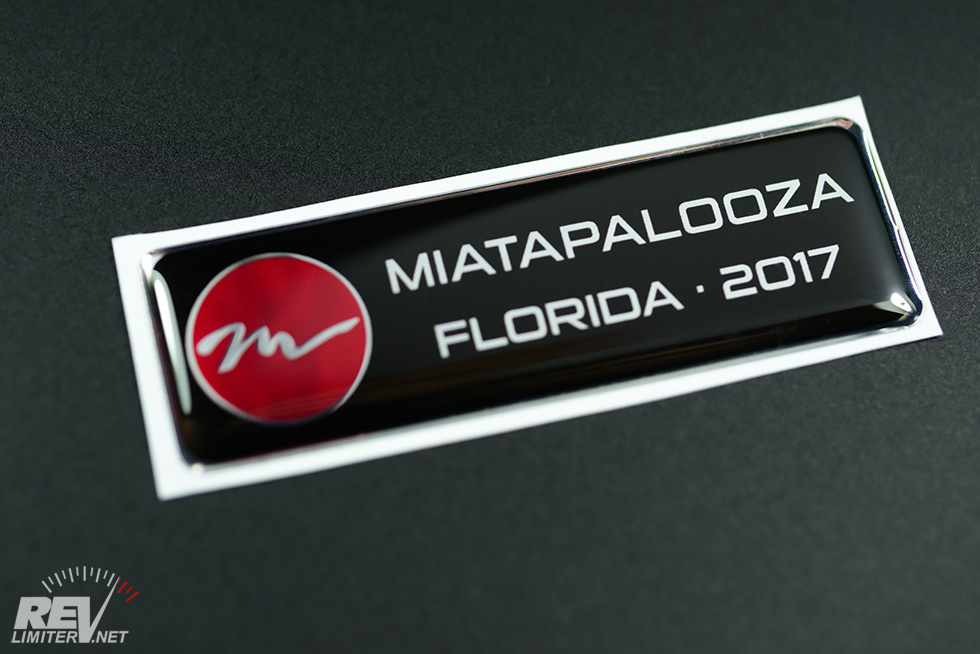 MIATAPALOOZA
FLORIDA · 2017
REV
LIMITER.NET